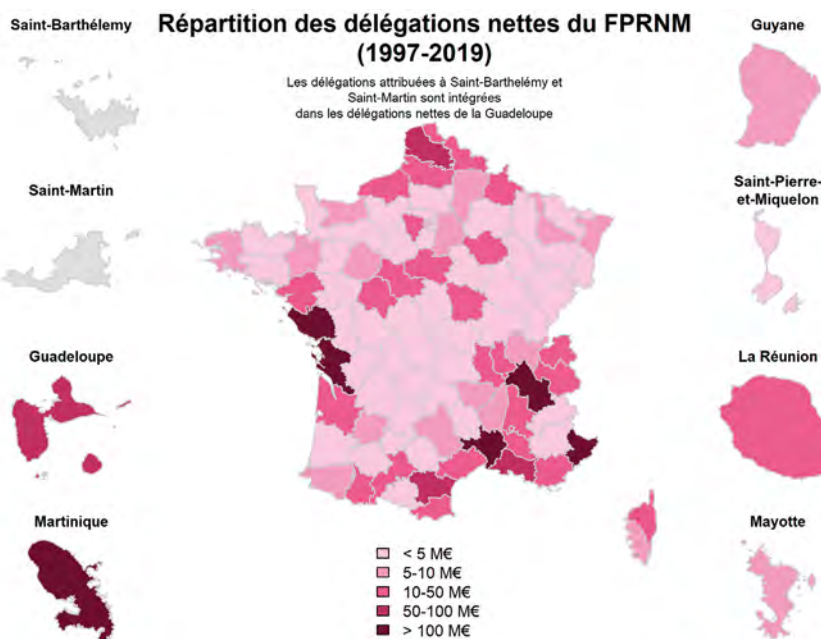 Répartition des délégations nettes du FPRNM
(1997-2019)
Les délégations attribuées à Saint-Barthelémy et
Saint-Martin sont intégrées
dans les délégations nettes de la Guadeloupe
Saint-Barthélemy
Saint-Martin
Guadeloupe
Martinique
Guyane
Saint-Pierre-
et-Miquelon
La Réunion
Mayotte
< 5 M€
5-10 M€
10-50 M€
50-100 M€
> 100 M€